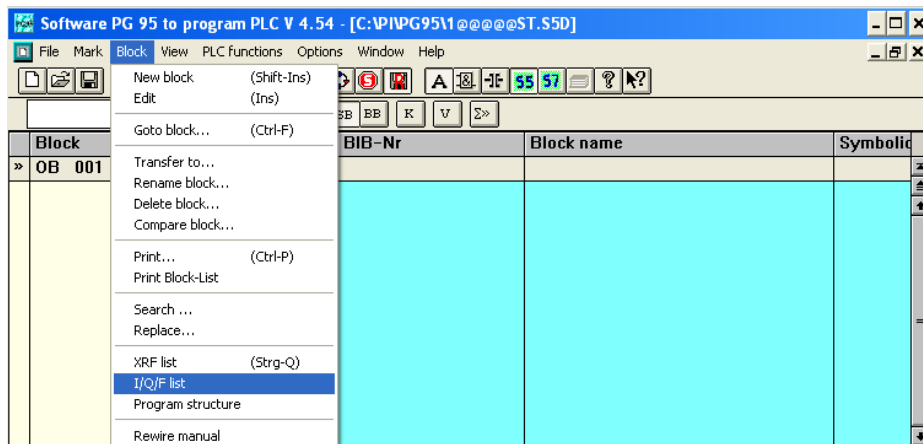 Software PG 95 to program PLC V 4.54 - [C:\PI\PG95\1@@@@@ST.S5D]
File Mark Block View PLC functions Options Window Help
A & S5 S7 ? ?
BB K V Σ»
Block BIB-Nr Block name Symbolic
» OB 001
New block (Shift-Ins)
Edit (Ins)
Goto block... (Ctrl-F)
Transfer to...
Rename block...
Delete block...
Compare block...
Print... (Ctrl-P)
Print Block-List
Search ...
Replace...
XRF list (Strg-Q)
I/Q/F list
Program structure
Rewire manual